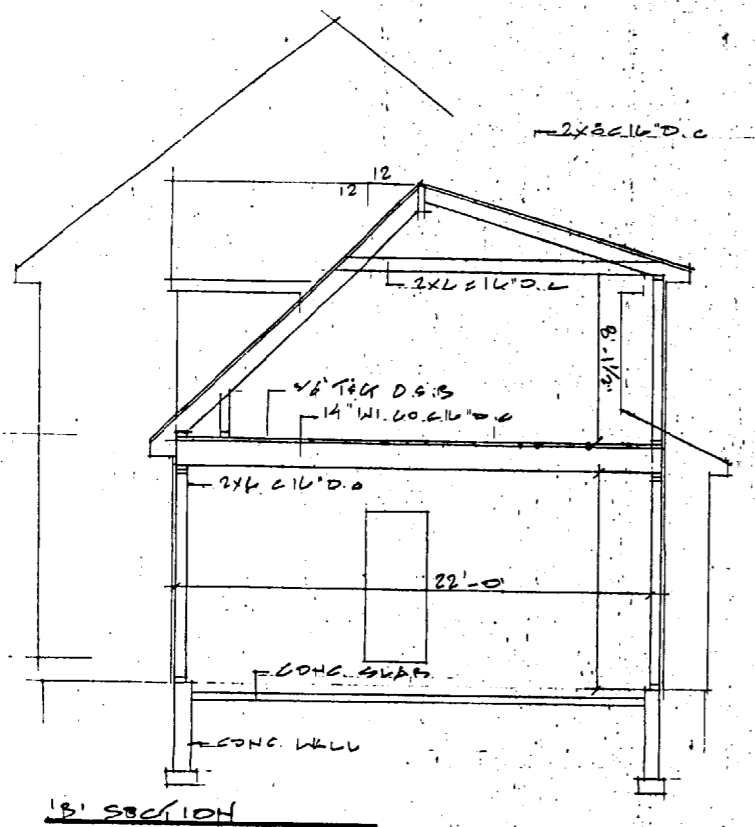 2X8 @ 16" O.C
12
12
2X6 @ 16" O.C
8'-1 1/2"
3/4" T&G O.S.B
14" WI. 60 @ 16" O.C
2X6 @ 16" O.C
22'-0"
CONC. SLAB
CONC. WALL
'B' SECTION